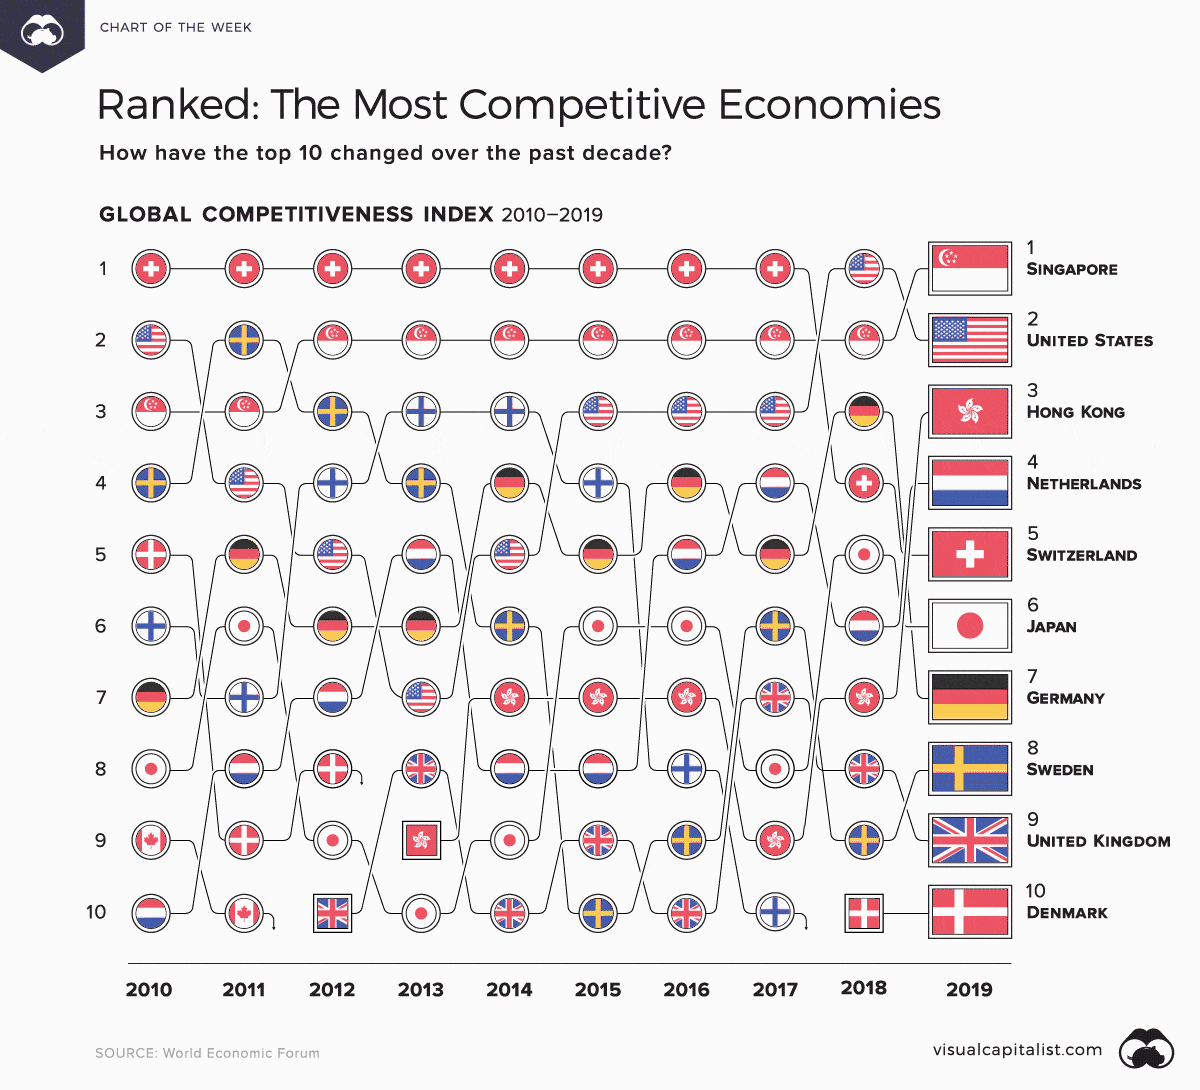 CHART OF THE WEEK
Ranked: The Most Competitive Economies
How have the top 10 changed over the past decade?
GLOBAL COMPETITIVENESS INDEX 2010–2019
1
1
SINGAPORE
2
2
UNITED STATES
3
3
HONG KONG
4
4
NETHERLANDS
5
5
SWITZERLAND
6
6
JAPAN
7
7
GERMANY
8
8
SWEDEN
9
9
UNITED KINGDOM
10
10
DENMARK
2010 2011 2012 2013 2014 2015 2016 2017 2018 2019
SOURCE: World Economic Forum
visualcapitalist.com